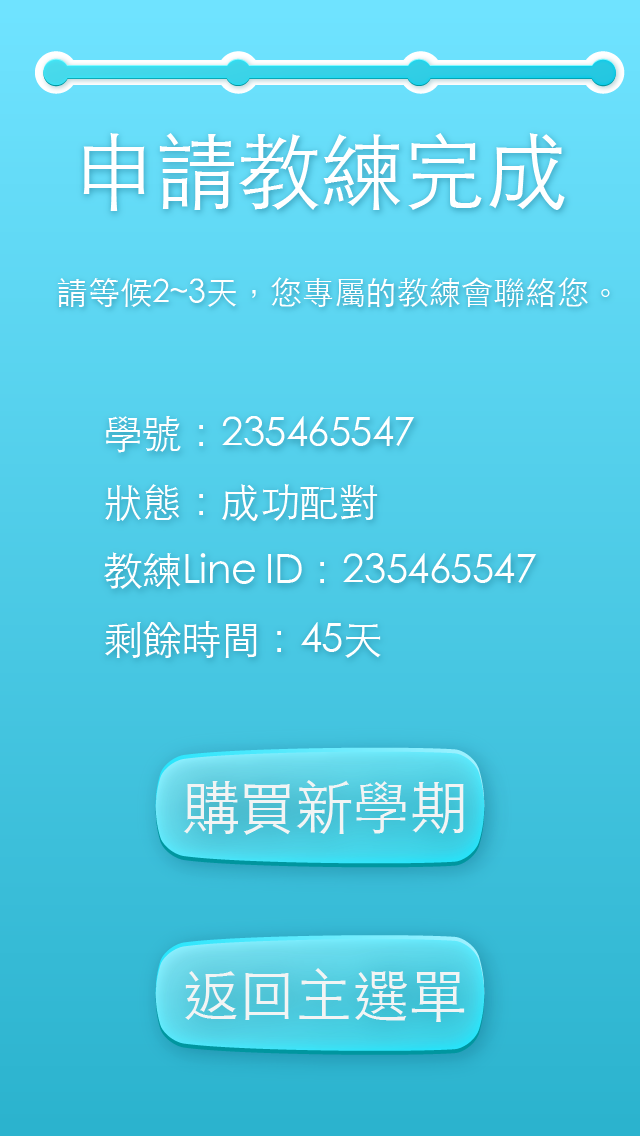 申請教練完成
請等候2~3天，您專屬的教練會聯絡您。
學號：235465547
狀態：成功配對
教練Line ID：235465547
剩餘時間：45天
購買新學期
返回主選單